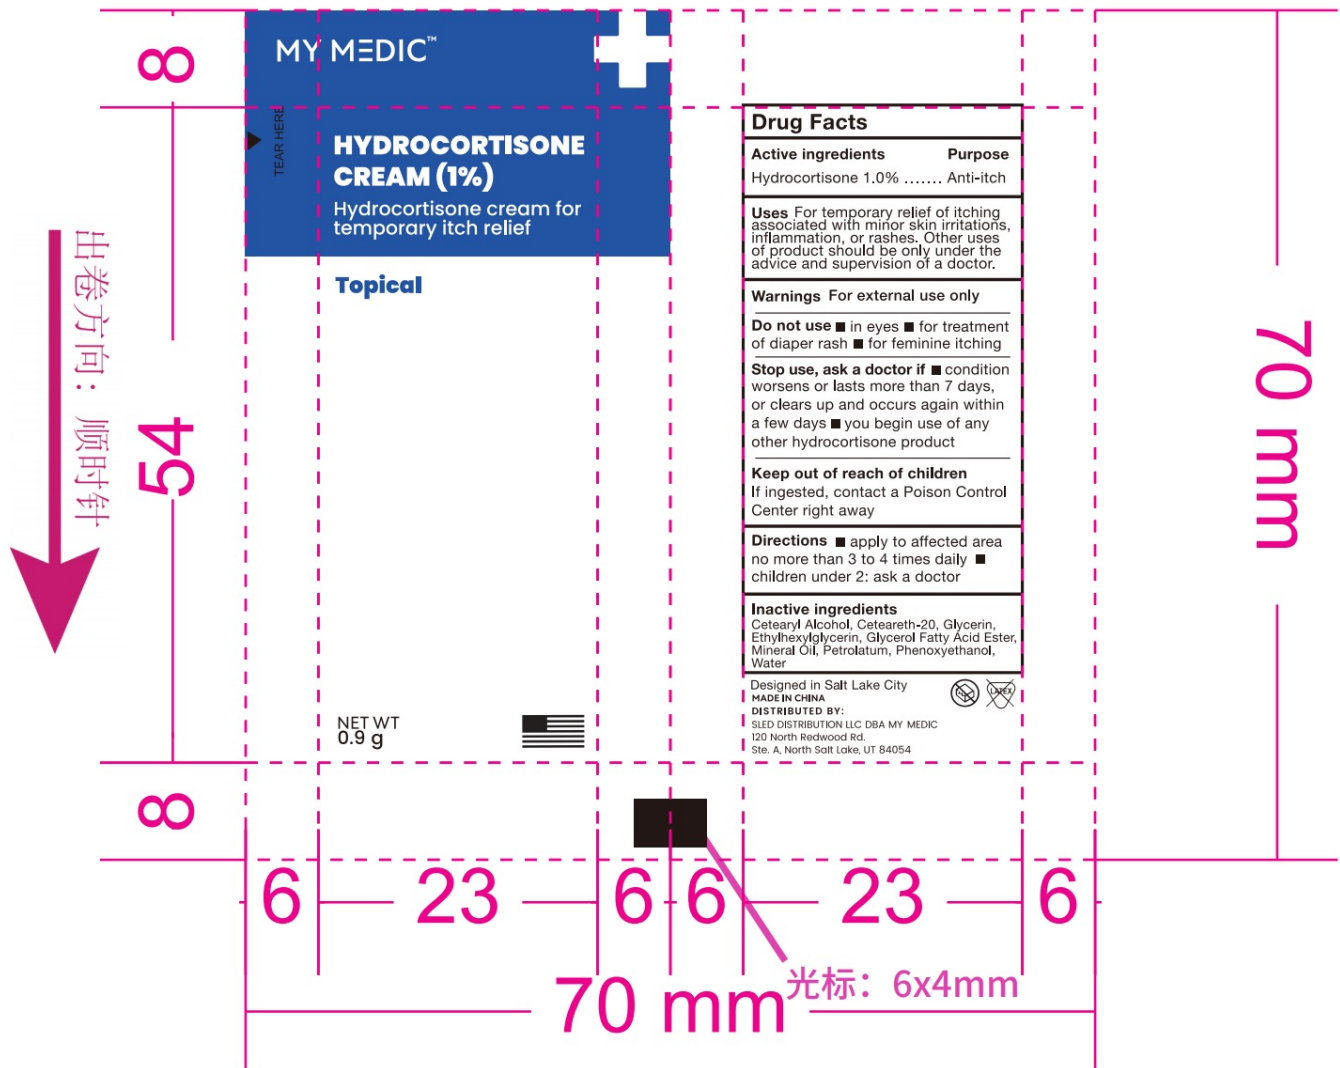 8
MY MEDIC™
TEAR HERE
HYDROCORTISONE
CREAM (1%)
Hydrocortisone cream for
temporary itch relief
Topical
NET WT
0.9 g
出卷方向：顺时针
54
8
Drug Facts
Active ingredients Purpose
Hydrocortisone 1.0% ....... Anti-itch
Uses For temporary relief of itching
associated with minor skin irritations,
inflammation, or rashes. Other uses
of product should be only under the
advice and supervision of a doctor.
Warnings For external use only
Do not use ■ in eyes ■ for treatment
of diaper rash ■ for feminine itching
Stop use, ask a doctor if ■ condition
worsens or lasts more than 7 days,
or clears up and occurs again within
a few days ■ you begin use of any
other hydrocortisone product
Keep out of reach of children
If ingested, contact a Poison Control
Center right away
Directions ■ apply to affected area
no more than 3 to 4 times daily ■
children under 2: ask a doctor
Inactive ingredients
Cetearyl Alcohol, Ceteareth-20, Glycerin,
Ethylhexylglycerin, Glycerol Fatty Acid Ester,
Mineral Oil, Petrolatum, Phenoxyethanol,
Water
Designed in Salt Lake City
MADE IN CHINA
DISTRIBUTED BY:
SLED DISTRIBUTION LLC DBA MY MEDIC
120 North Redwood Rd.
Ste. A, North Salt Lake, UT 84054
LATEX
70 mm
6 23 6 6 23 6
光标：6x4mm
70 mm